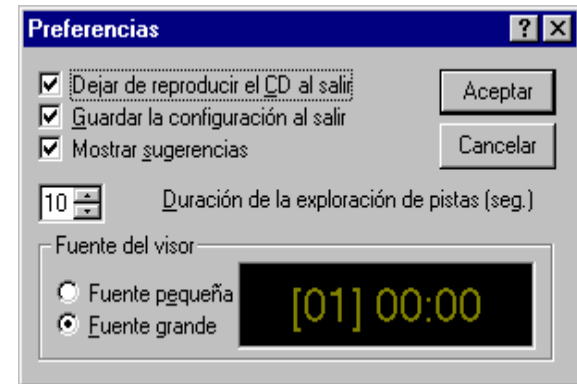 Preferencias
Dejar de reproducir el CD al salir
Guardar la configuración al salir
Mostrar sugerencias
Aceptar
Cancelar
10 Duración de la exploración de pistas (seg.)
Fuente del visor
Fuente pequeña
Fuente grande
[01] 00:00